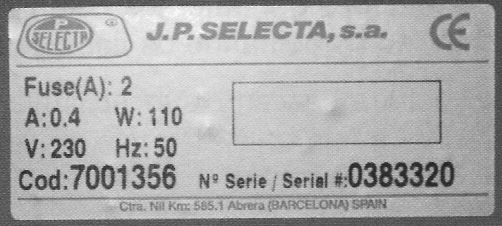 P
SELECTA
J.P. SELECTA, s.a.
CE
Fuse(A): 2
A:0.4 W: 110
V: 230 Hz: 50
Cod:7001356 Nº Serie / Serial #:0383320
Ctra. Nll Km: 585.1 Abrera (BARCELONA) SPAIN